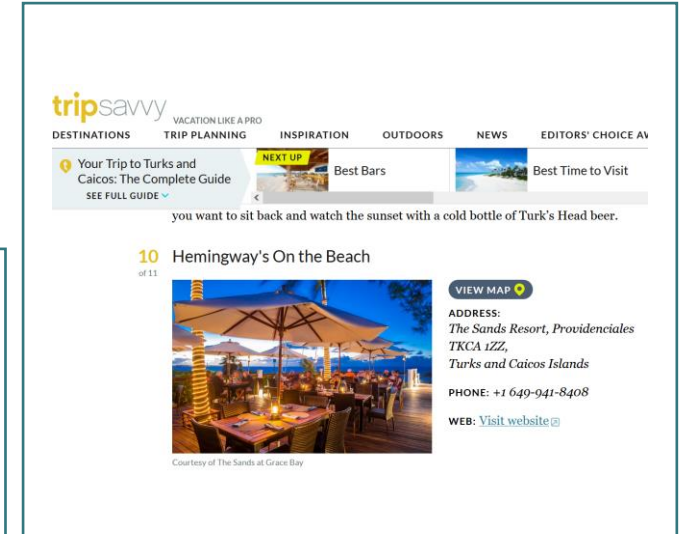 tripsavvy VACATION LIKE A PRO
DESTINATIONS TRIP PLANNING INSPIRATION OUTDOORS NEWS EDITORS' CHOICE AV
Your Trip to Turks and
Caicos: The Complete Guide
SEE FULL GUIDE
NEXT UP
Best Bars
Best Time to Visit
you want to sit back and watch the sunset with a cold bottle of Turk's Head beer.
10
of 11
Hemingway's On the Beach
VIEW MAP
ADDRESS:
The Sands Resort, Providenciales
TKCA 1ZZ,
Turks and Caicos Islands
PHONE: +1 649-941-8408
WEB: Visit website
Courtesy of The Sands at Grace Bay